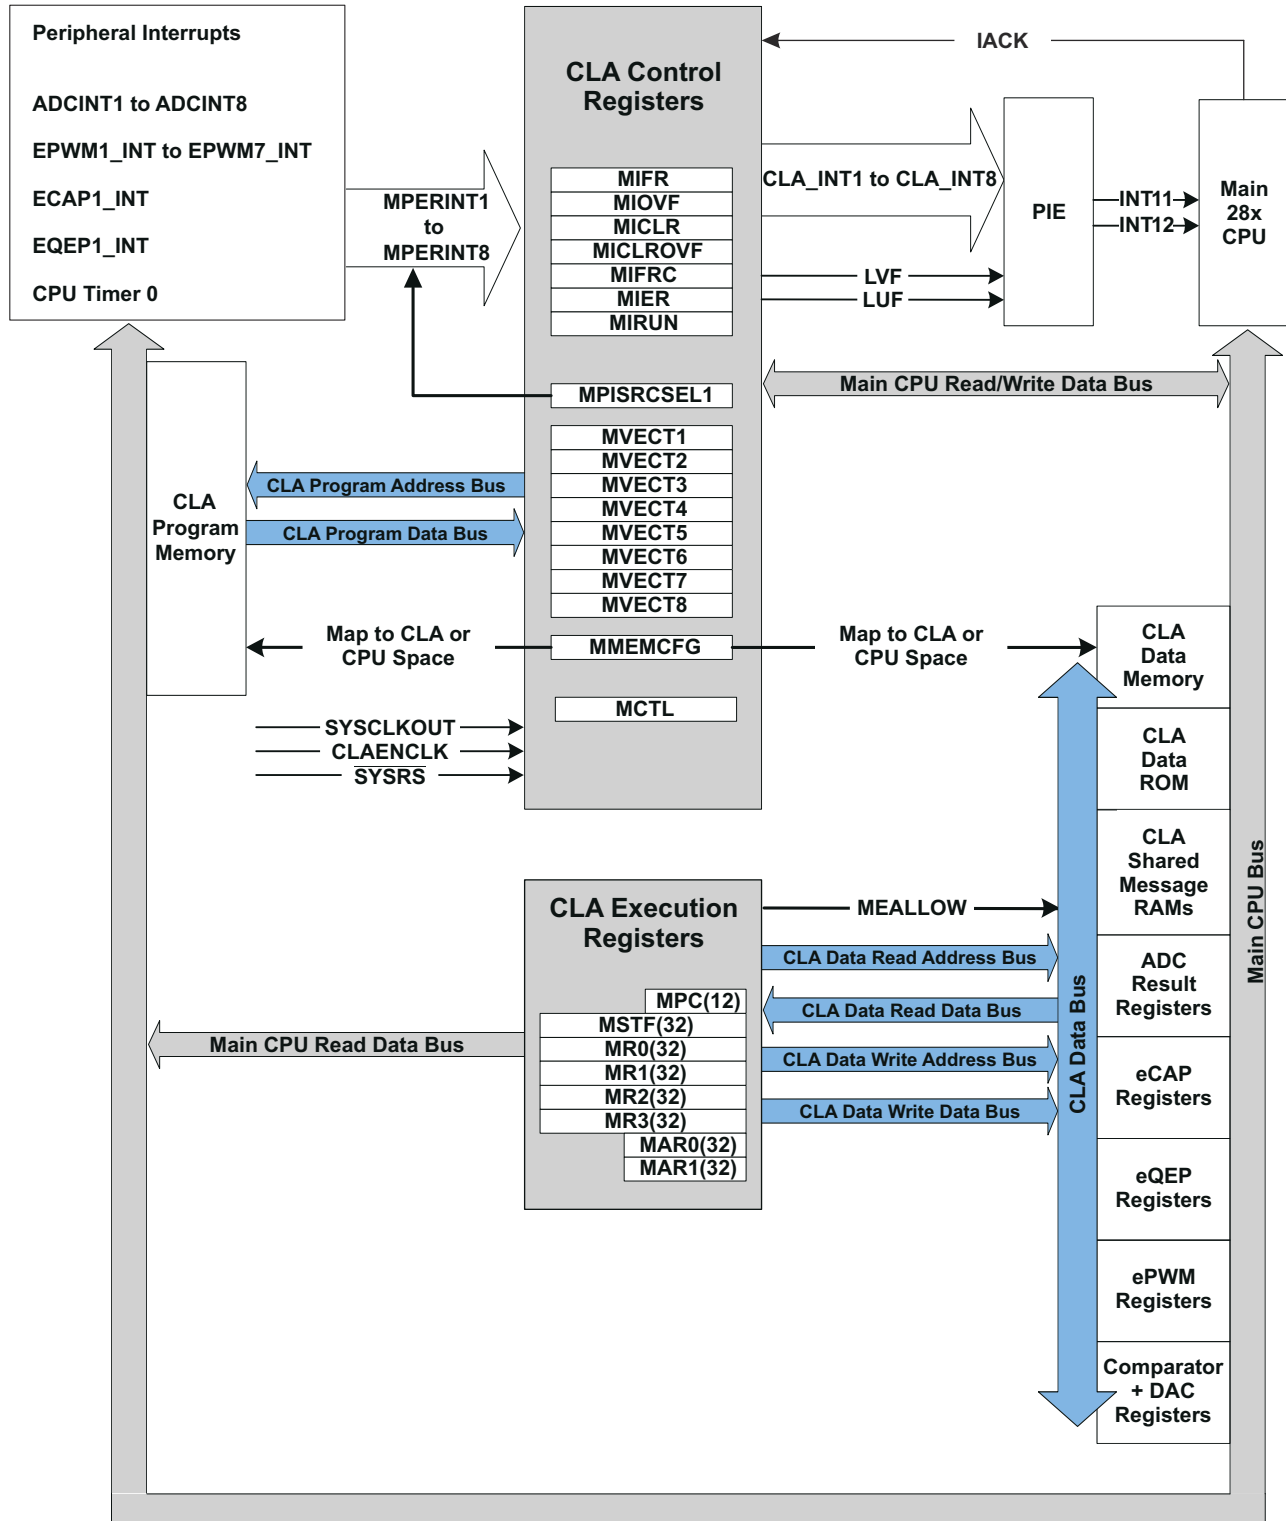 Peripheral Interrupts
ADCINT1 to ADCINT8
EPWM1_INT to EPWM7_INT
ECAP1_INT
EQEP1_INT
CPU Timer 0
MPERINT1
to
MPERINT8
CLA Control
Registers
MIFR
MIOVF
MICLR
MICLROVF
MIFRC
MIER
MIRUN
MPISRCSEL1
MVECT1
MVECT2
MVECT3
MVECT4
MVECT5
MVECT6
MVECT7
MVECT8
MMEMCFG
MCTL
IACK
CLA_INT1 to CLA_INT8
LVF
LUF
PIE
INT11
INT12
Main
28x
CPU
Main CPU Read/Write Data Bus
CLA
Program
Memory
CLA Program Address Bus
CLA Program Data Bus
Map to CLA or
CPU Space
Map to CLA or
CPU Space
SYSCLKOUT
CLAENCLK
SYSRS
CLA
Data
Memory
CLA
Data
ROM
CLA
Shared
Message
RAMs
ADC
Result
Registers
eCAP
Registers
eQEP
Registers
ePWM
Registers
Comparator
+ DAC
Registers
Main CPU Bus
CLA Data Bus
CLA Execution
Registers
MPC(12)
MSTF(32)
MR0(32)
MR1(32)
MR2(32)
MR3(32)
MAR0(32)
MAR1(32)
MEALLOW
CLA Data Read Address Bus
CLA Data Read Data Bus
CLA Data Write Address Bus
CLA Data Write Data Bus
Main CPU Read Data Bus